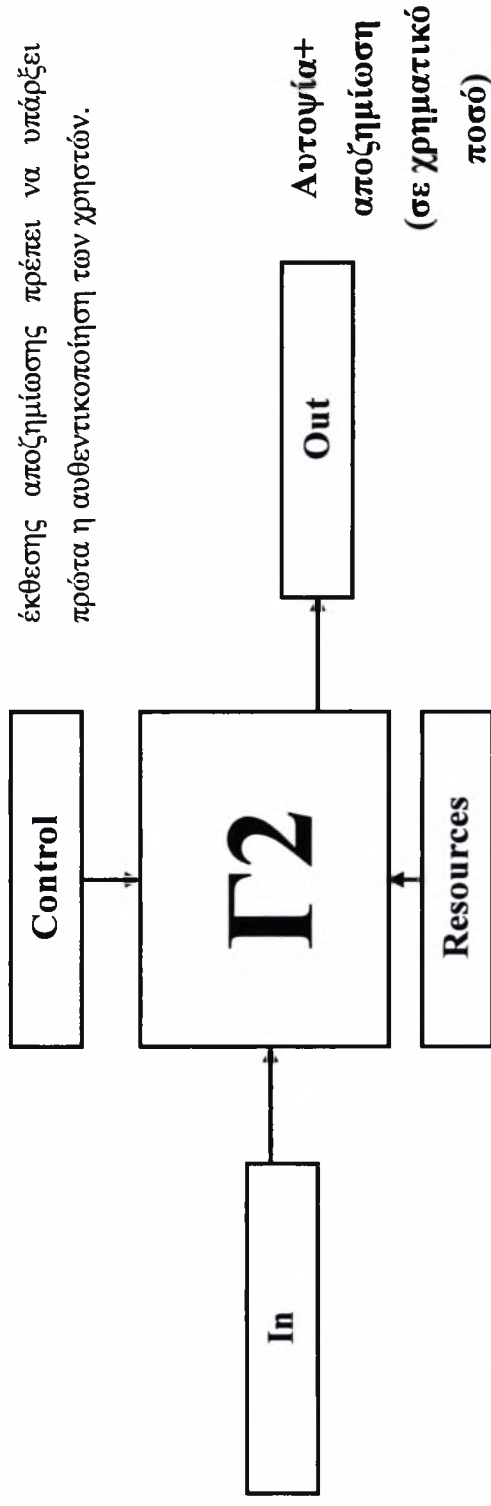 έκθεσης αποζημίωσης πρέπει να υπάρξει
πρώτα η αυθεντικοποίηση των χρηστών.
Control
In
Γ2
Out
Αυτοψία+
αποζημίωση
(σε χρηματικό
ποσό)
Resources